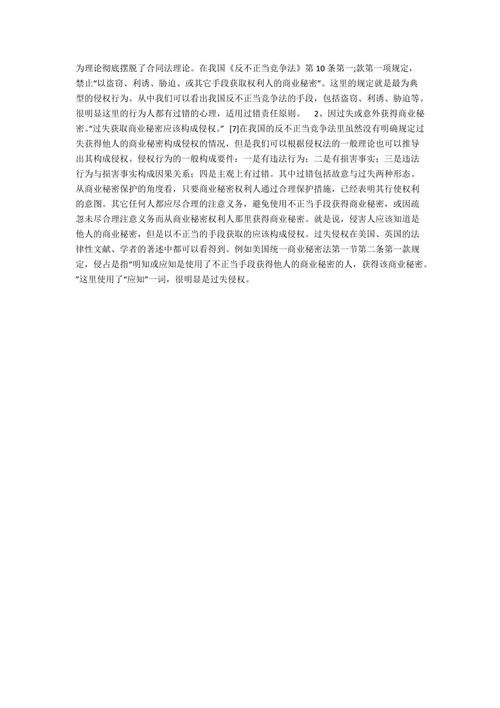 为理论彻底摆脱了合同法理论。在我国《反不正当竞争法》第10条第一;款第一项规定，
禁止“以盗窃、利诱、胁迫、或其它手段获取权利人的商业秘密”。这里的规定就是最为典
型的侵权行为。从中我们可以看出我国反不正当竞争法的手段，包括盗窃、利诱、胁迫等。
很明显这里的行为人都有过错的心理，适用过错责任原则。　　2、因过失或意外获得商业秘
密。“过失获取商业秘密应该构成侵权。” [7]在我国的反不正当竞争法里虽然没有明确规定过
失获得他人的商业秘密构成侵权的情况，但是我们可以根据侵权法的一般理论也可以推导
出其构成侵权。侵权行为的一般构成要件：一是有违法行为；二是有损害事实；三是违法
行为与损害事实构成因果关系；四是主观上有过错。其中过错包括故意与过失两种形态。
从商业秘密保护的角度看，只要商业秘密权利人通过合理保护措施，已经表明其行使权利
的意图。其它任何人都应尽合理的注意义务，避免使用不正当手段获得商业秘密，或因疏
忽未尽合理注意义务而从商业秘密权利人那里获得商业秘密。就是说，侵害人应该知道是
他人的商业秘密，但是以不正当的手段获取的应该构成侵权。过失侵权在美国、英国的法
律性文献、学者的著述中都可以看得到。例如美国统一商业秘密法第一节第二条第一款规
定，侵占是指“明知或应知是使用了不正当手段获得他人的商业秘密的人，获得该商业秘密。
”这里使用了“应知”一词，很明显是过失侵权。